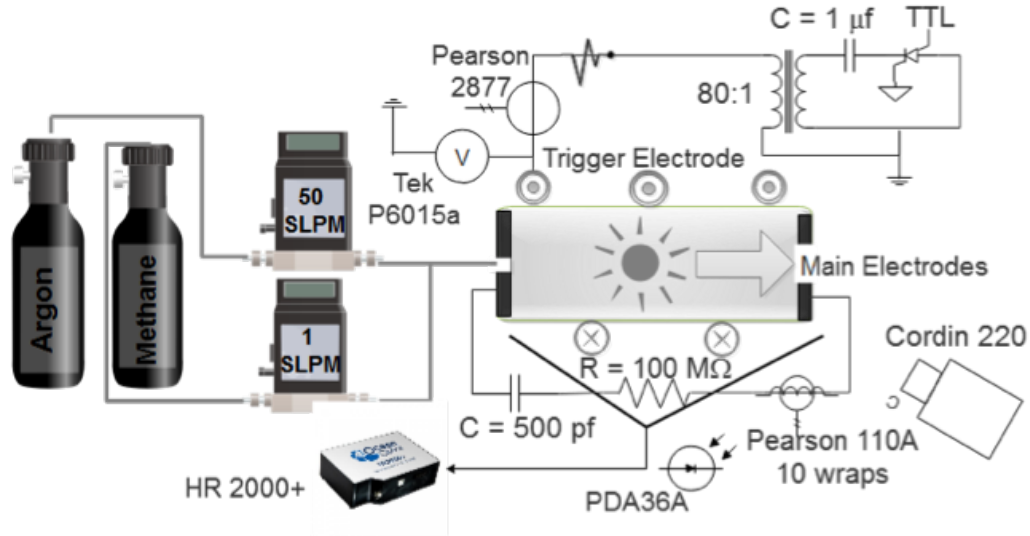 C = 1 µf
TTL
Pearson
2877
80:1
V
Tek
P6015a
Trigger Electrode
Argon
Methane
50
SLPM
1
SLPM
Main Electrodes
Cordin 220
R = 100 MΩ
C = 500 pf
Pearson 110A
10 wraps
HR 2000+
Ocean
PDA36A